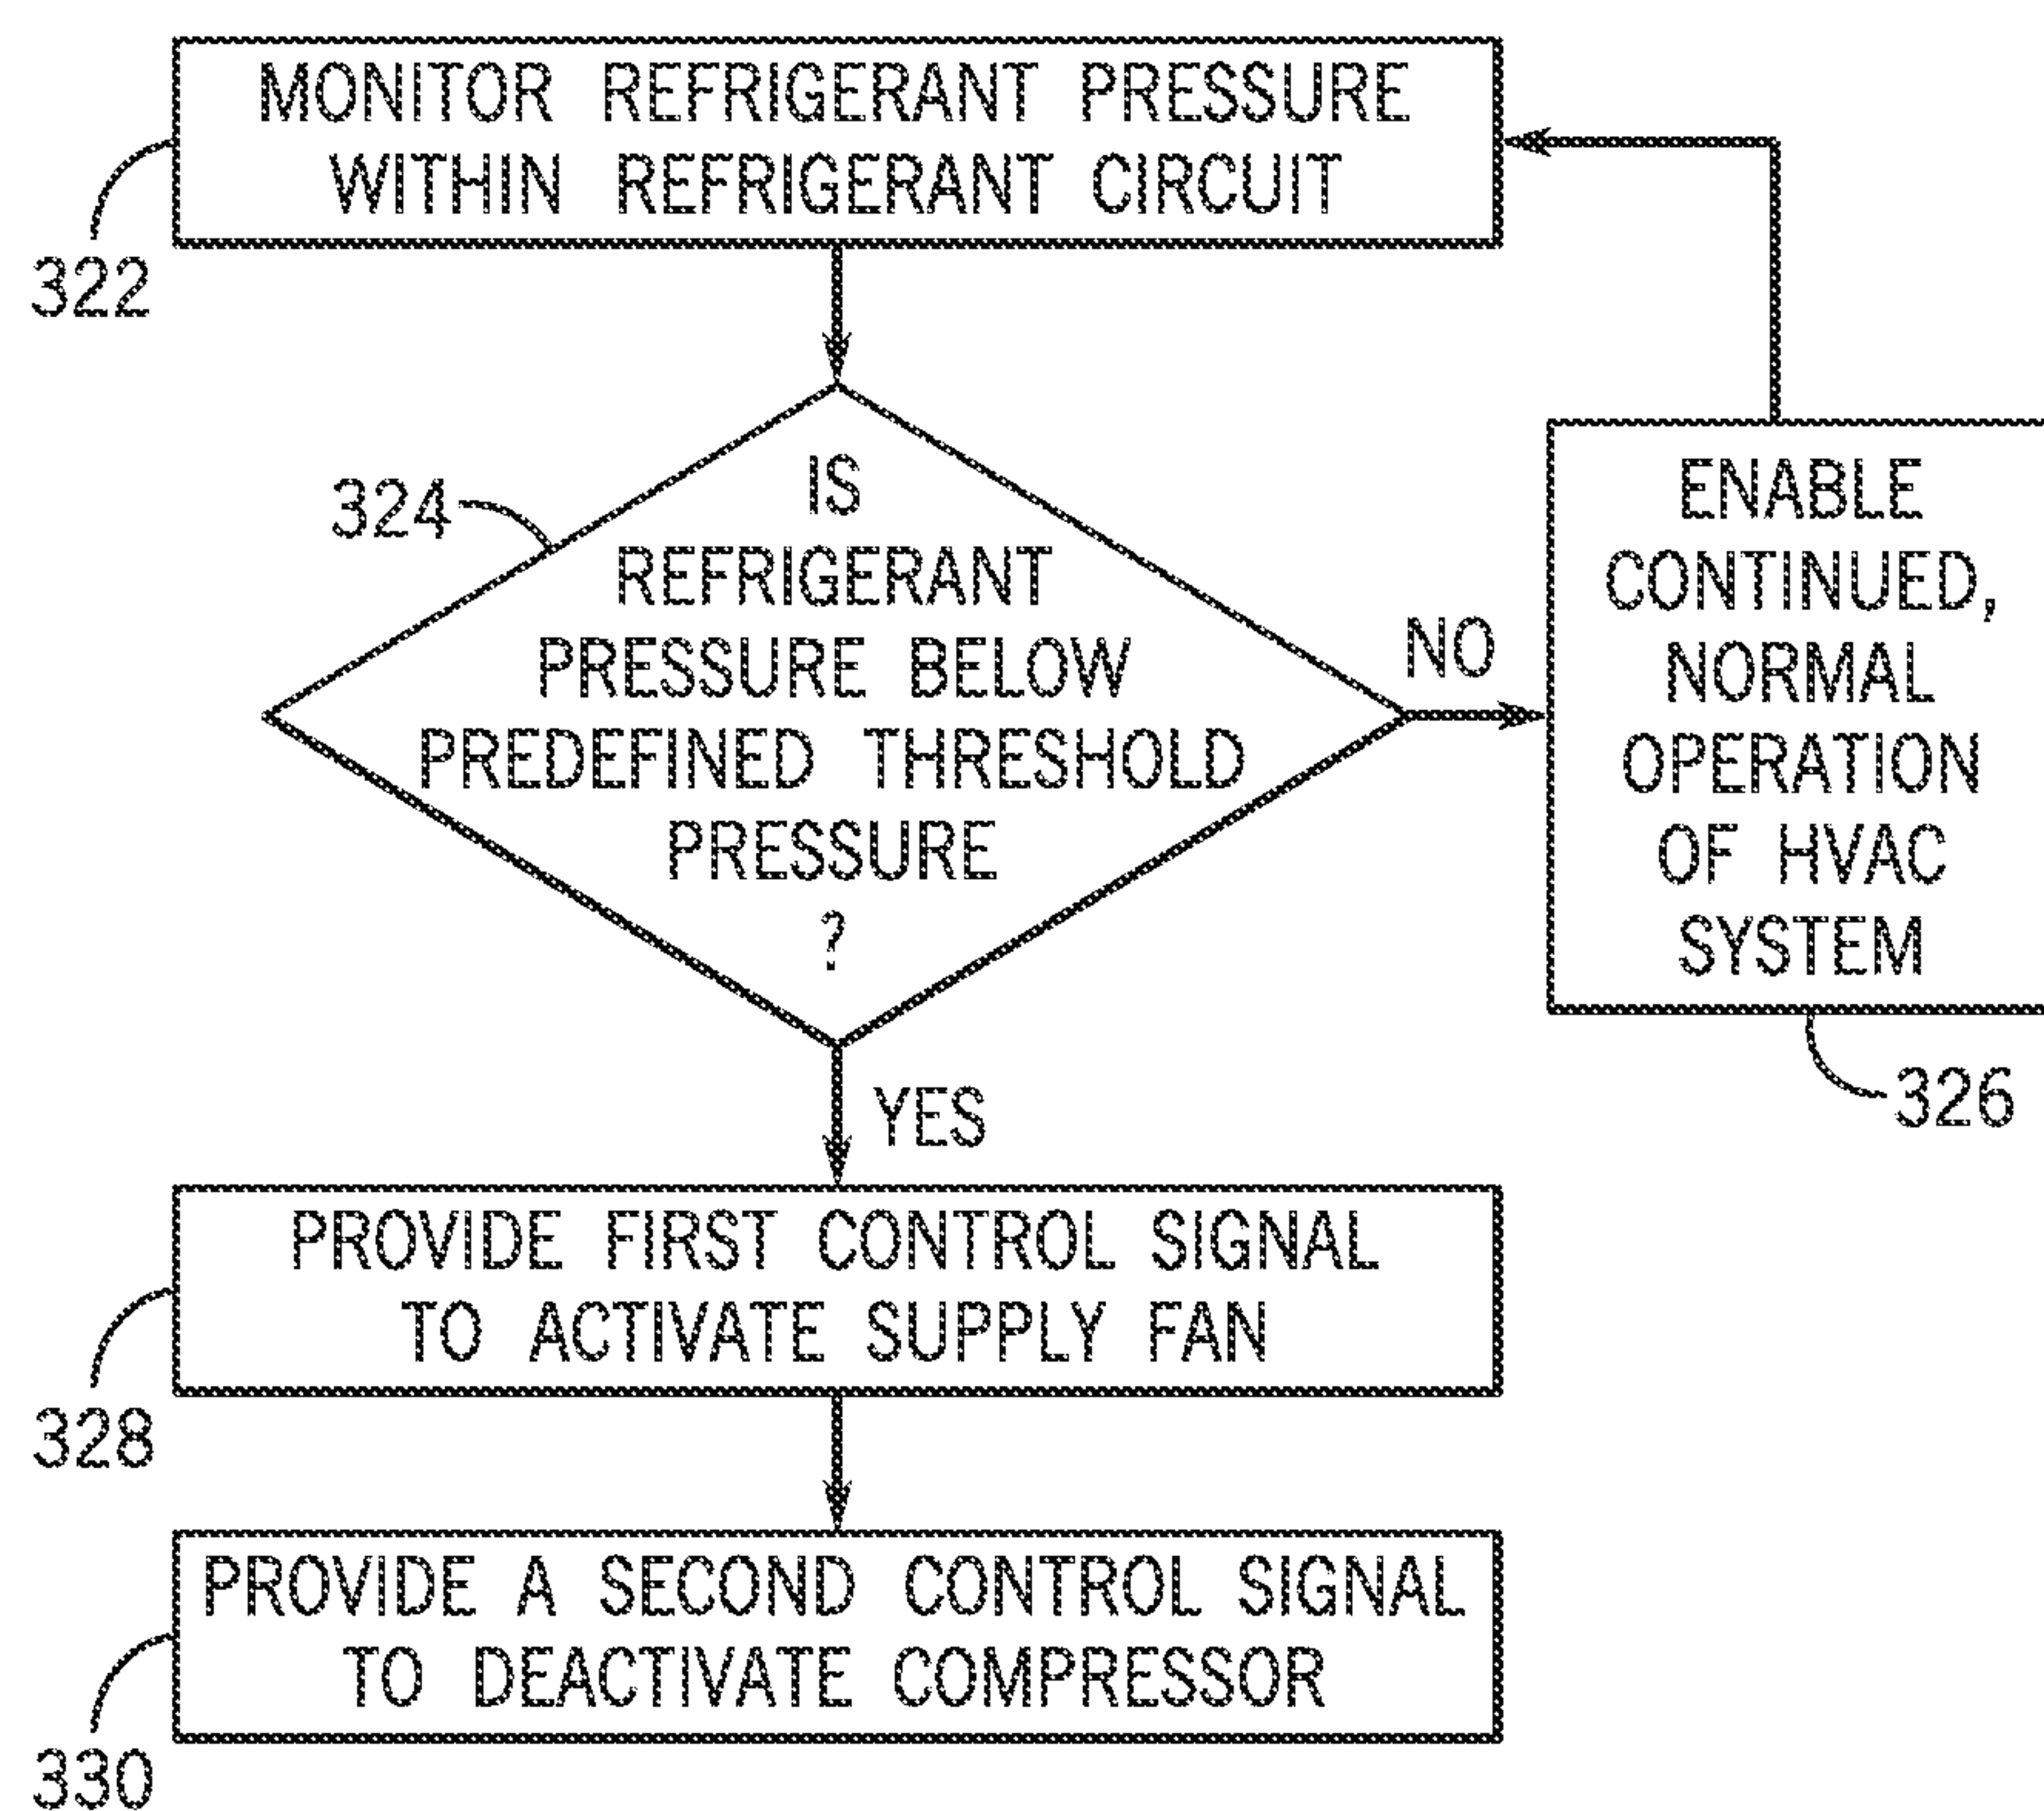 MONITOR REFRIGERANT PRESSURE
WITHIN REFRIGERANT CIRCUIT
322
324
IS
REFRIGERANT
PRESSURE BELOW
PREDEFINED THRESHOLD
PRESSURE
?
NO
ENABLE
CONTINUED,
NORMAL
OPERATION
OF HVAC
SYSTEM
326
YES
PROVIDE FIRST CONTROL SIGNAL
TO ACTIVATE SUPPLY FAN
328
PROVIDE A SECOND CONTROL SIGNAL
TO DEACTIVATE COMPRESSOR
330